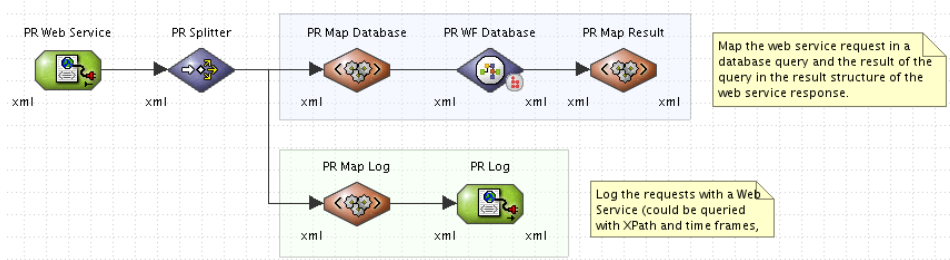 PR Web Service
PR Splitter
PR Map Database
PR WF Database
PR Map Result
xml
xml
xml
xml
xml
xml
Map the web service request in a
database query and the result of the
query in the result structure of the
web service response.
PR Map Log
PR Log
xml
xml
xml
Log the requests with a Web
Service (could be queried
with XPath and time frames,